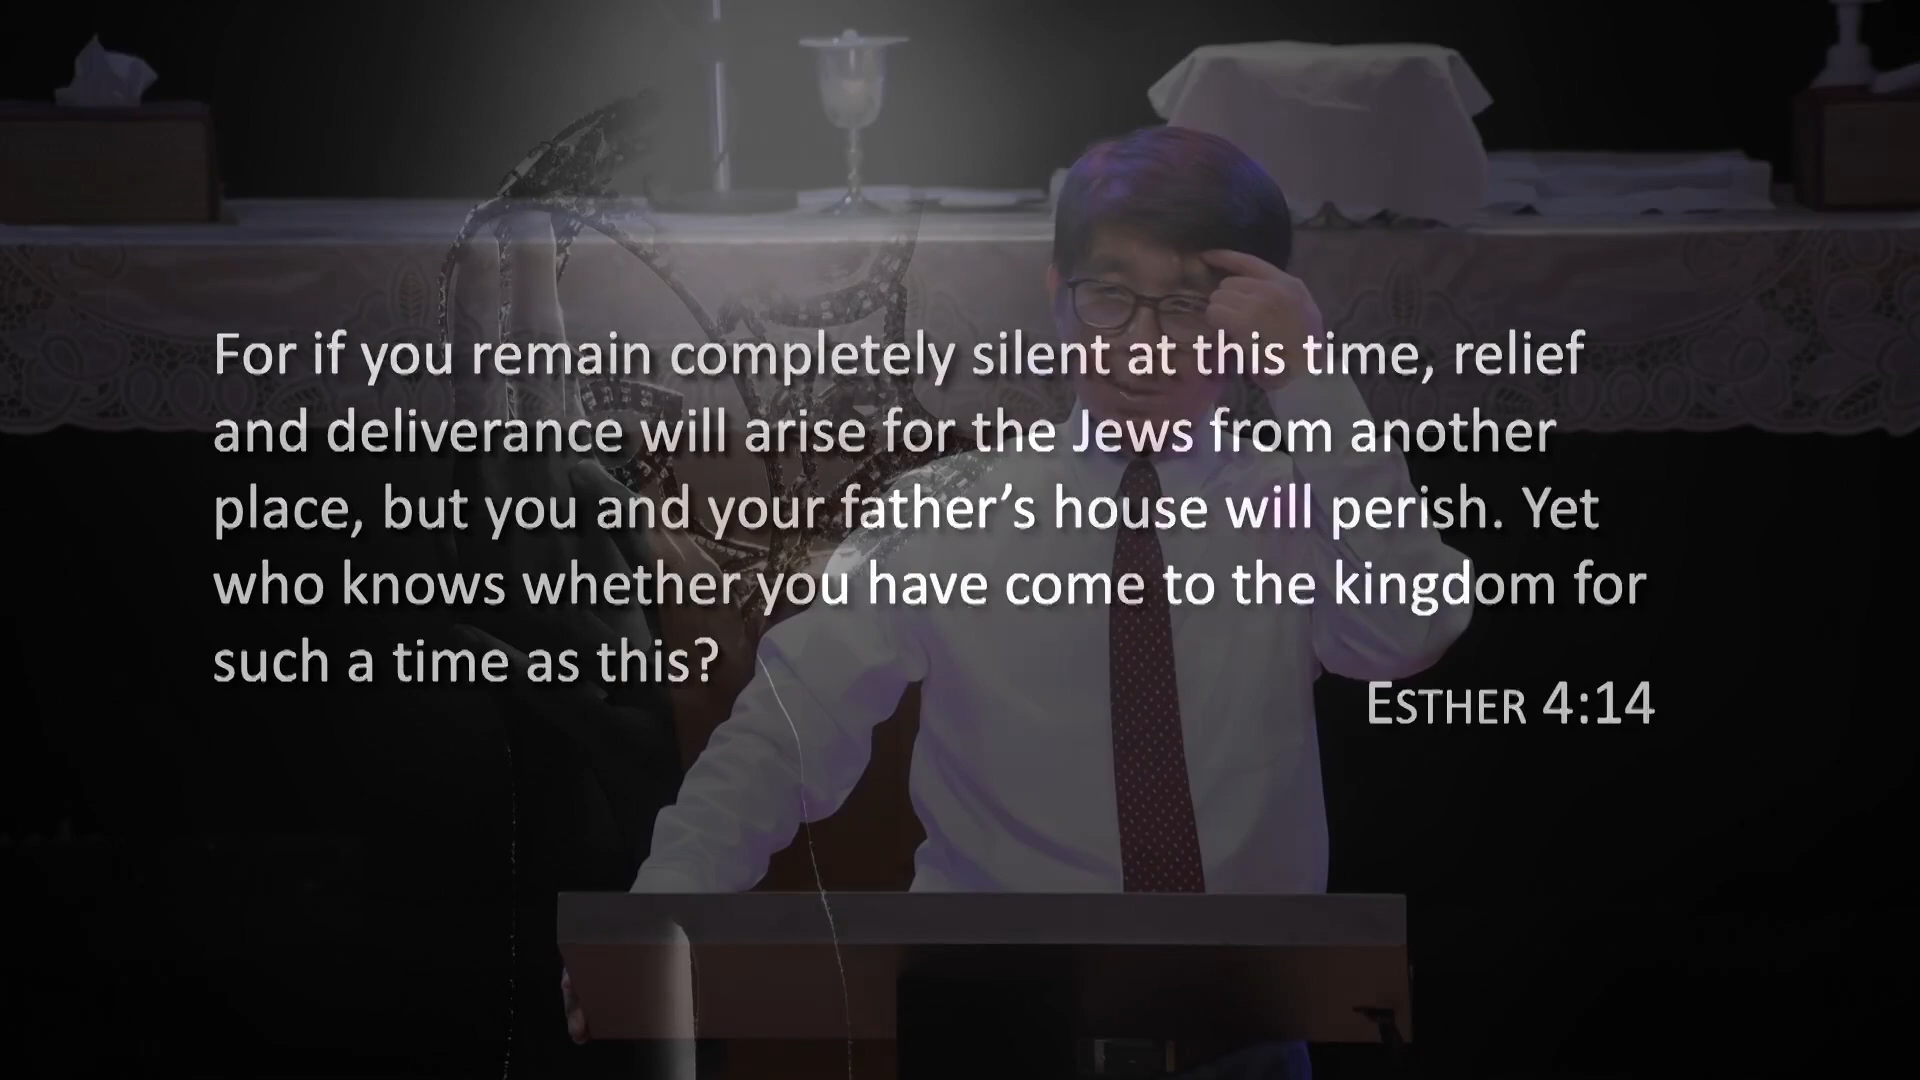 For if you remain completely silent at this time, relief
and deliverance will arise for the Jews from another
place, but you and your father’s house will perish. Yet
who knows whether you have come to the kingdom for
such a time as this?
ESTHER 4:14